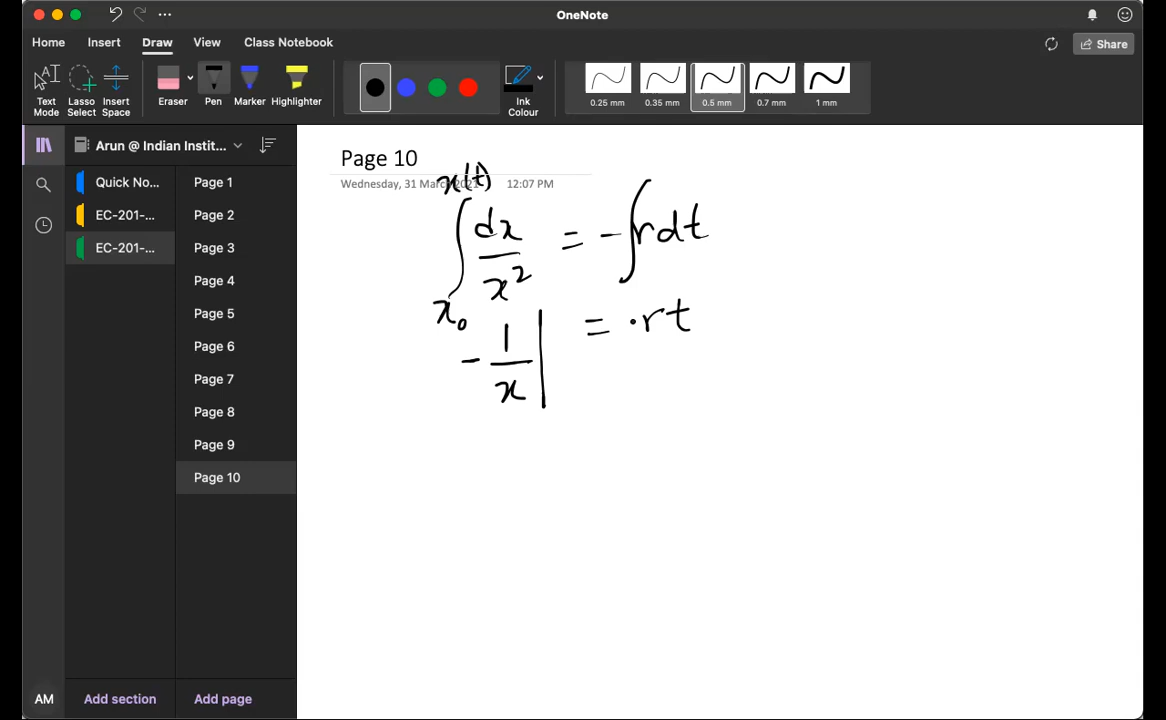 OneNote
Home Insert Draw View Class Notebook
Share
Text Mode
Lasso Select
Insert Space
Eraser
Pen
Marker
Highlighter
Ink Colour
0.25 mm
0.35 mm
0.5 mm
0.7 mm
1 mm
Arun @ Indian Instit...
Quick No...
EC-201-...
EC-201-...
Page 1
Page 2
Page 3
Page 4
Page 5
Page 6
Page 7
Page 8
Page 9
Page 10
AM
Add section
Add page
Page 10
Wednesday, 31 March 2021 12:07 PM
x(t)
∫ dx/x² = -∫ r dt
x₀
- 1/x | = · r t